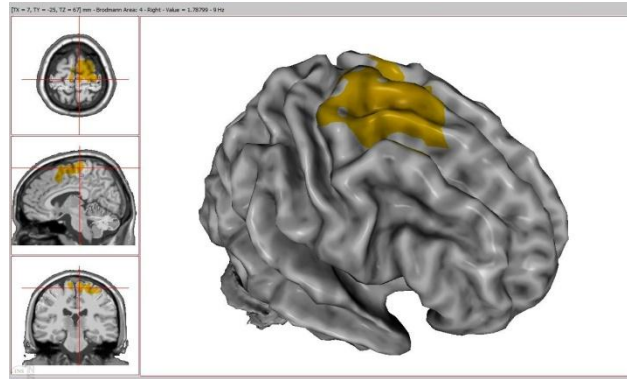 [TX = 7, TY = -25, TZ = 67] mm - Brodmann Area: 4 - Right - Value = 1.78799 - 9 Hz